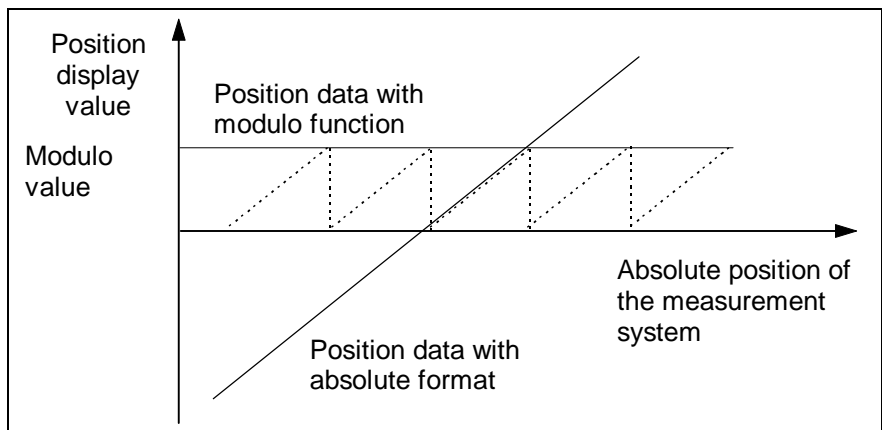 Position
display
value
Position data with
modulo function
Modulo
value
Absolute position of
the measurement
system
Position data with
absolute format